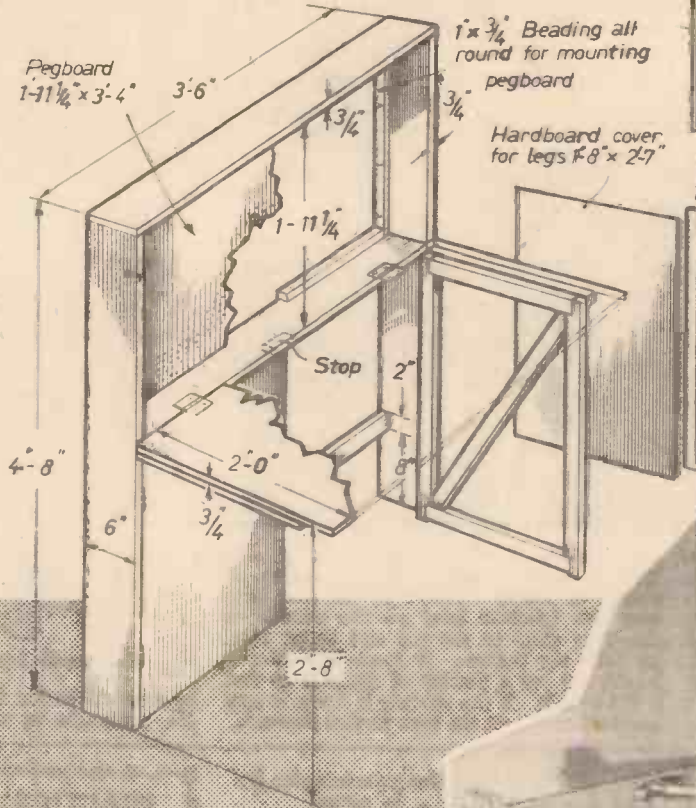 1" x 3/4" Beading all
round for mounting
pegboard
Pegboard
1'-11 1/4" x 3'-4"
3'-6"
3/4"
3/4"
Hardboard cover
for legs 1'-8" x 2'-7"
1'-11 1/4"
Stop
2"
4'-8"
2'-0"
8"
3/4"
6"
2'-8"